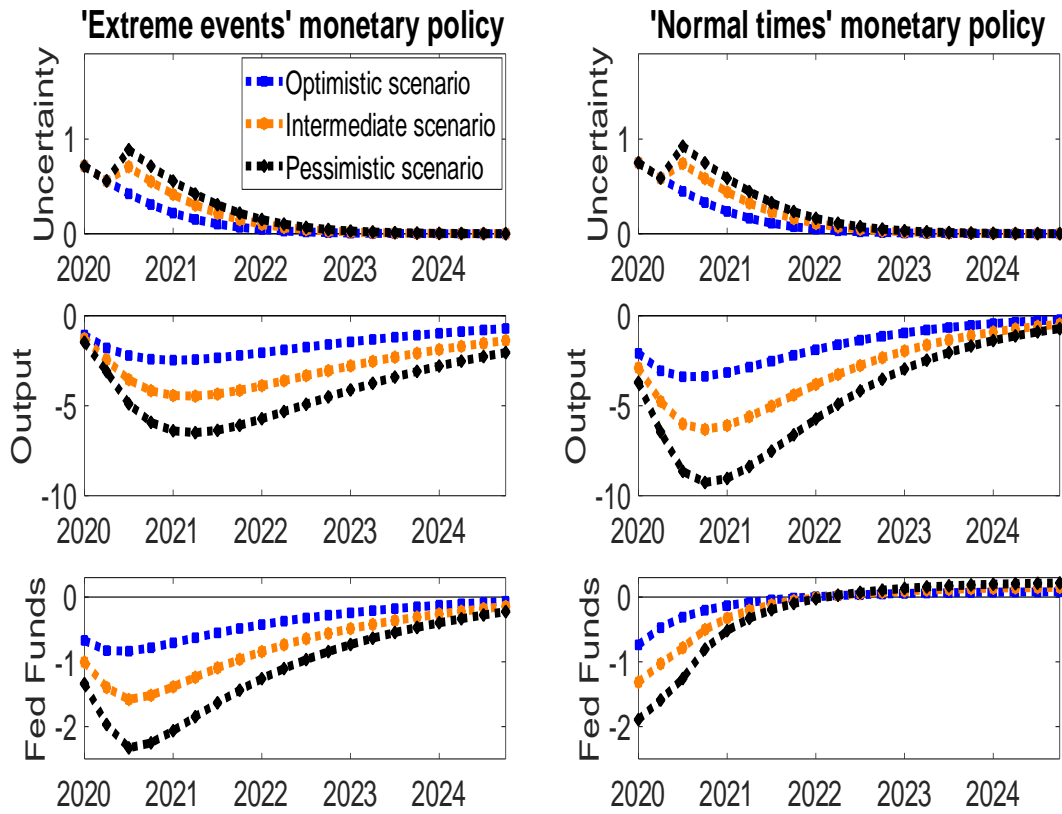 'Extreme events' monetary policy
'Normal times' monetary policy
Uncertainty
1
0
Optimistic scenario
Intermediate scenario
Pessimistic scenario
2020 2021 2022 2023 2024
Uncertainty
1
0
2020 2021 2022 2023 2024
Output
0
-5
-10
2020 2021 2022 2023 2024
Output
0
-5
-10
2020 2021 2022 2023 2024
Fed Funds
0
-1
-2
2020 2021 2022 2023 2024
Fed Funds
0
-1
-2
2020 2021 2022 2023 2024